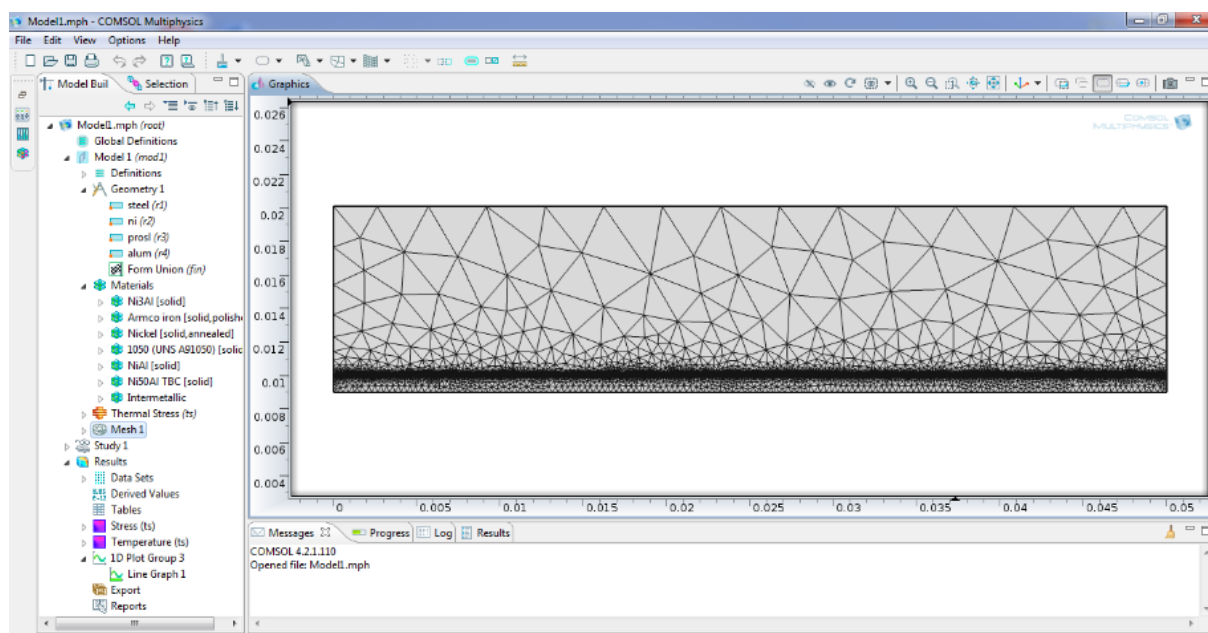 Model1.mph - COMSOL Multiphysics
File Edit View Options Help
Model Buil Selection
Graphics
Model1.mph (root)
Global Definitions
Model 1 (mod1)
Definitions
Geometry 1
steel (r1)
ni (r2)
prosl (r3)
alum (r4)
Form Union (fin)
Materials
Ni3Al [solid]
Armco iron [solid,polish
Nickel [solid,annealed]
1050 (UNS A91050) [solic
NiAl [solid]
Ni50Al TBC [solid]
Intermetallic
Thermal Stress (ts)
Mesh 1
Study 1
Results
Data Sets
Derived Values
Tables
Stress (ts)
Temperature (ts)
1D Plot Group 3
Line Graph 1
Export
Reports
COMSOL
MULTIPHYSICS
0.026
0.024
0.022
0.02
0.018
0.016
0.014
0.012
0.01
0.008
0.006
0.004
0 0.005 0.01 0.015 0.02 0.025 0.03 0.035 0.04 0.045 0.05
Messages Progress Log Results
COMSOL 4.2.1.110
Opened file: Model1.mph